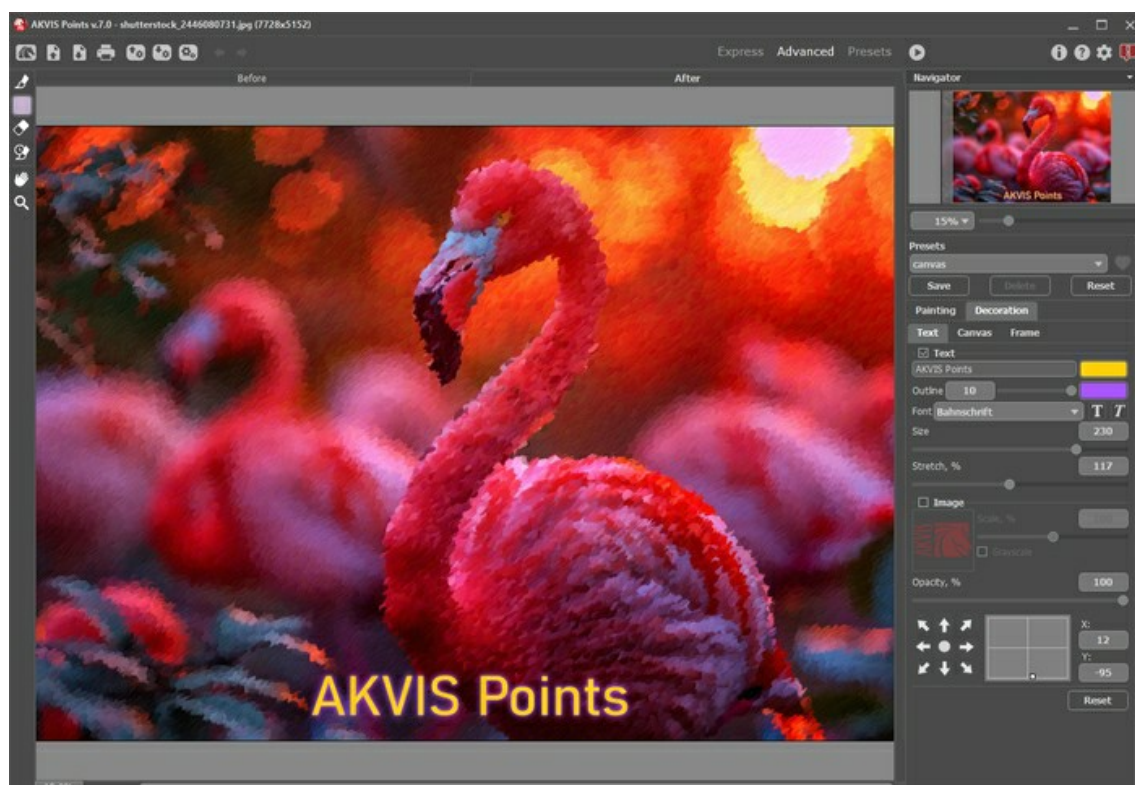 AKVIS Points v.7.0 - shutterstock_2446080731.jpg (7728x5152)
Express Advanced Presets
Before After
Navigator
AKVIS Points
15%
Presets
canvas
Save Delete Reset
Painting Decoration
Text Canvas Frame
Text
AKVIS Points
Outline 10
Font Bahnschrift T T
Size 230
Stretch, % 117
Image
Scale, %
AKVIS
Grayscale
Opacity, % 100
X:
12
Y:
-95
Reset
AKVIS Points